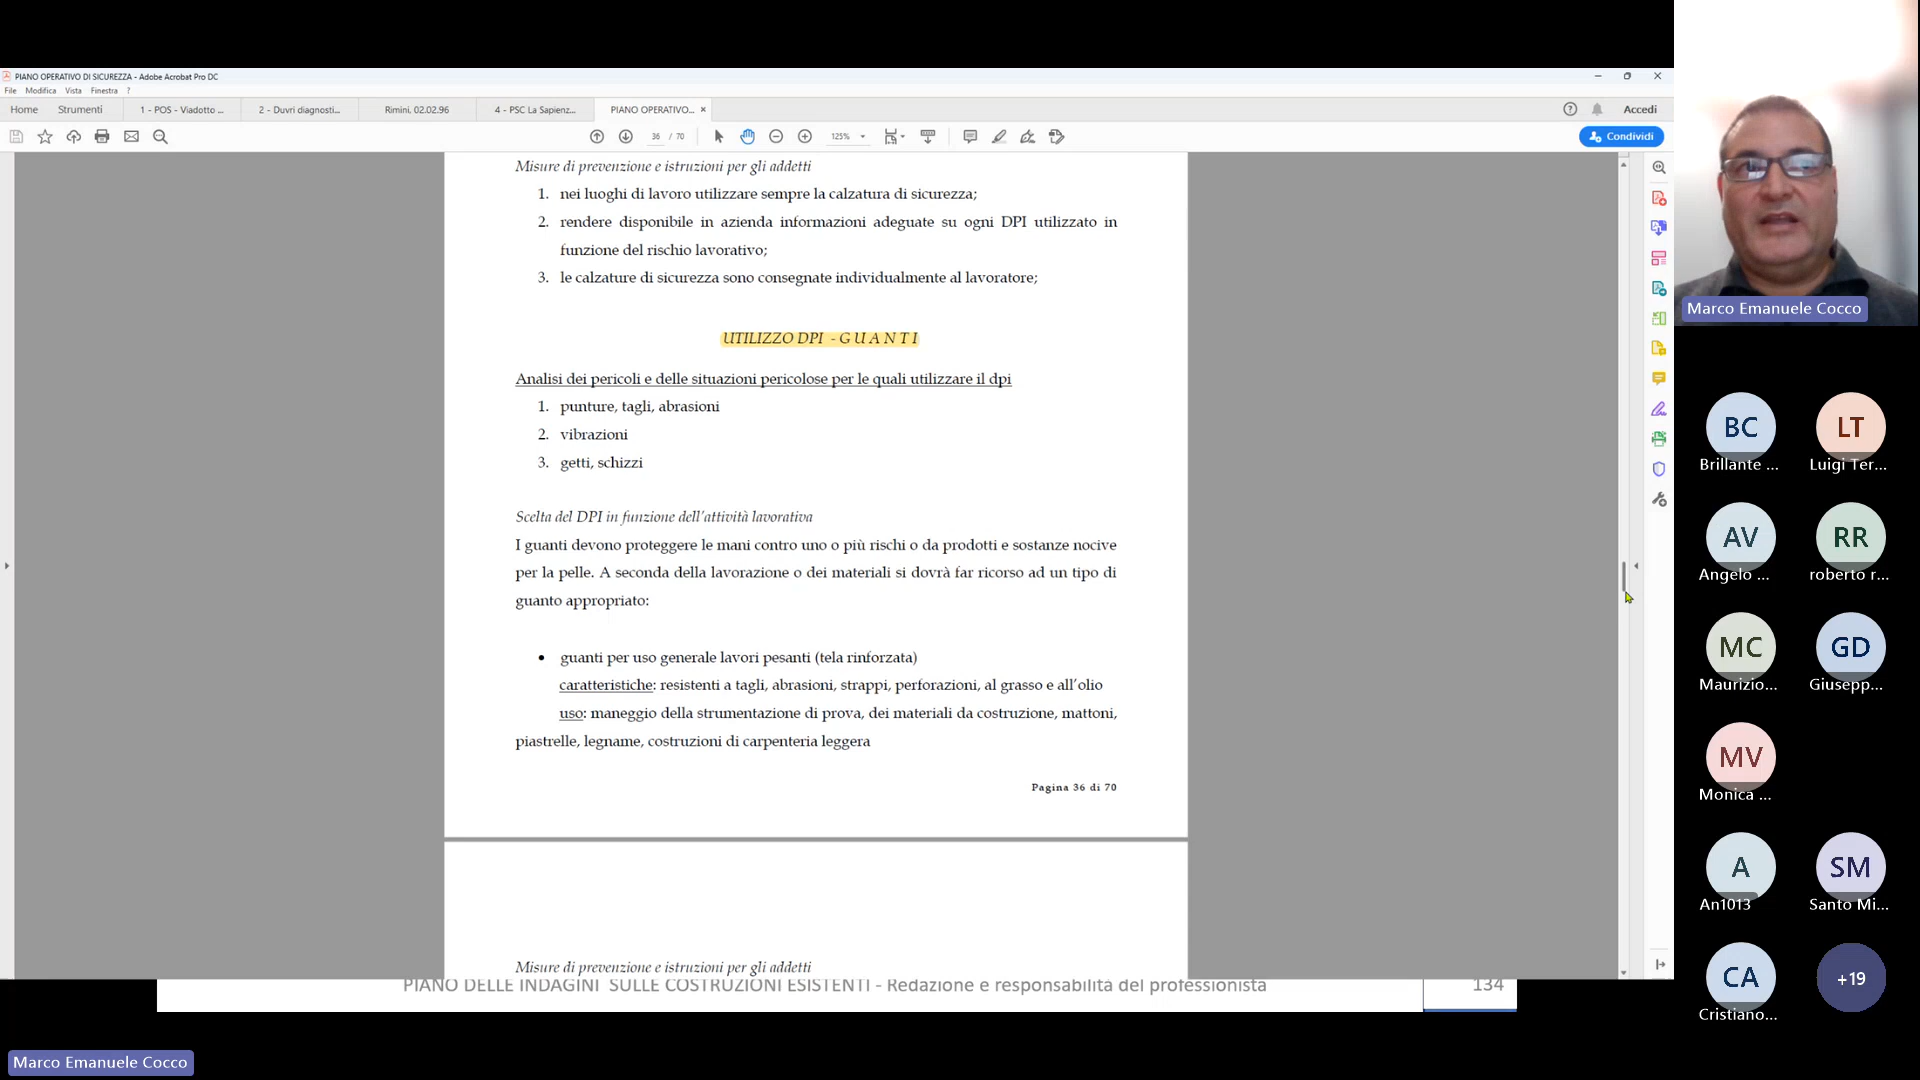 PIANO OPERATIVO DI SICUREZZA - Adobe Acrobat Pro DC
File Modifica Vista Finestra ?
Home Strumenti 1 - POS - Viadotto ... 2 - Duvri diagnosti... Rimini, 02.02.96 4 - PSC La Sapienz... PIANO OPERATIVO... × Accedi
36 / 70 125% Condividi
Misure di prevenzione e istruzioni per gli addetti
1. nei luoghi di lavoro utilizzare sempre la calzatura di sicurezza;
2. rendere disponibile in azienda informazioni adeguate su ogni DPI utilizzato in
funzione del rischio lavorativo;
3. le calzature di sicurezza sono consegnate individualmente al lavoratore;
UTILIZZO DPI - G U A N T I
Analisi dei pericoli e delle situazioni pericolose per le quali utilizzare il dpi
1. punture, tagli, abrasioni
2. vibrazioni
3. getti, schizzi
Scelta del DPI in funzione dell'attività lavorativa
I guanti devono proteggere le mani contro uno o più rischi o da prodotti e sostanze nocive
per la pelle. A seconda della lavorazione o dei materiali si dovrà far ricorso ad un tipo di
guanto appropriato:
• guanti per uso generale lavori pesanti (tela rinforzata)
caratteristiche: resistenti a tagli, abrasioni, strappi, perforazioni, al grasso e all'olio
uso: maneggio della strumentazione di prova, dei materiali da costruzione, mattoni,
piastrelle, legname, costruzioni di carpenteria leggera
Pagina 36 di 70
Misure di prevenzione e istruzioni per gli addetti
PIANO DELLE INDAGINI SULLE COSTRUZIONI ESISTENTI - Redazione e responsabilità del professionista 134
Marco Emanuele Cocco
Marco Emanuele Cocco
BC LT
Brillante ... Luigi Ter...
AV RR
Angelo ... roberto r...
MC GD
Maurizio... Giusepp...
MV
Monica ...
A SM
An1013 Santo Mi...
CA +19
Cristiano...